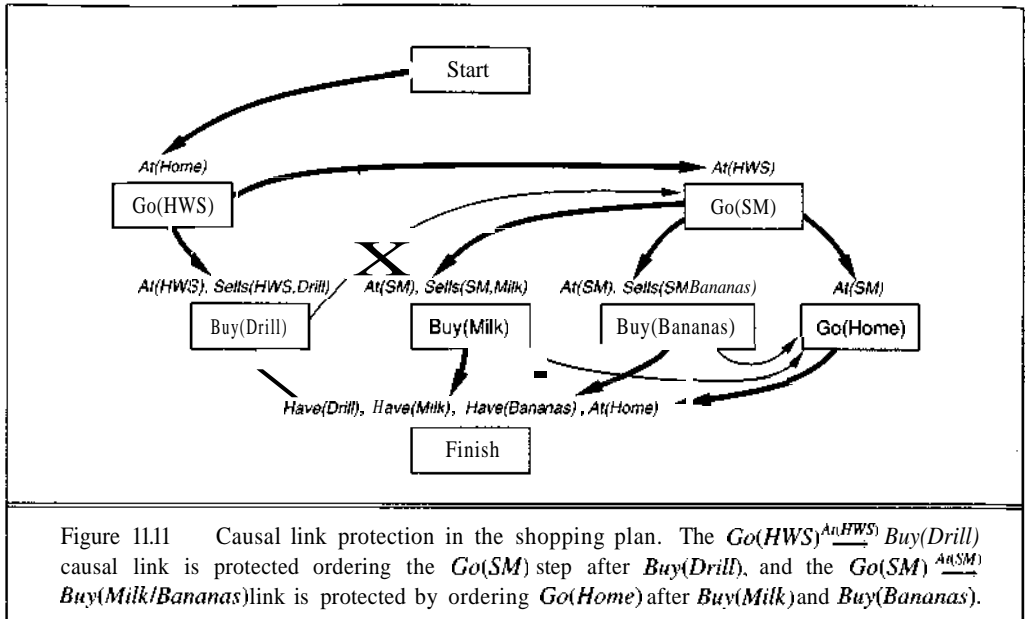 Start
At(Home)
At(HWS)
Go(HWS)
Go(SM)
X
At(HWS), Sells(HWS,Drill)
At(SM), Sells(SM,Milk)
At(SM), Sells(SMBananas)
At(SM)
Buy(Drill)
Buy(Milk)
Buy(Bananas)
Go(Home)
Have(Drill), Have(Milk), Have(Bananas) , At(Home)
Finish
Figure 11.11 Causal link protection in the shopping plan. The Go(HWS) At(HWS) Buy(Drill)
causal link is protected ordering the Go(SM) step after Buy(Drill), and the Go(SM) At(SM)
Buy(Milk/Bananas)link is protected by ordering Go(Home) after Buy(Milk) and Buy(Bananas).